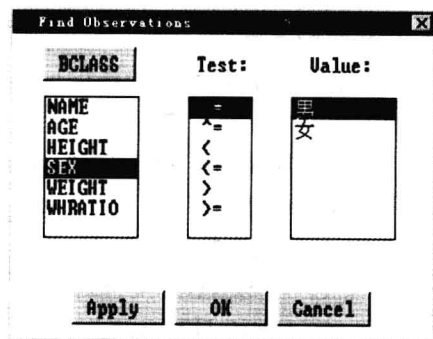 Find Observations
BCLASS
Test:
Value:
NAME
AGE
HEIGHT
SEX
WEIGHT
WHRATIO
=
^=
<
<=
>
>=
男
女
Apply
OK
Cancel